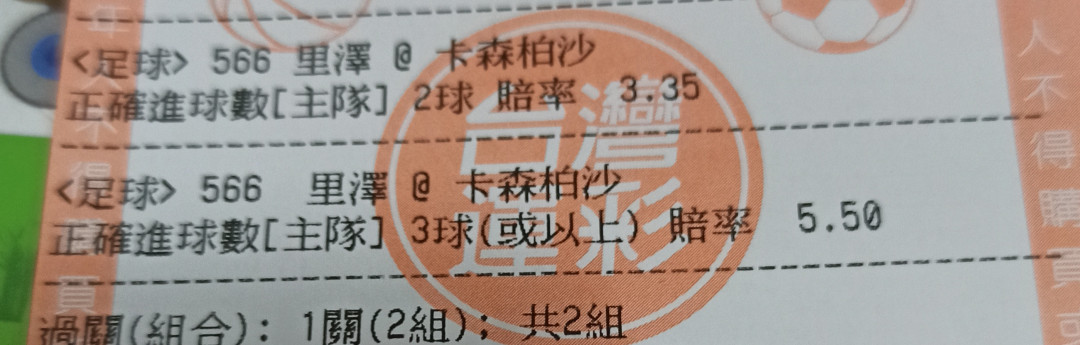 <足球> 566 里澤 @ 卡森柏沙
正確進球數[主隊] 2球 賠率 3.35
<足球> 566 里澤 @ 卡森柏沙
正確進球數[主隊] 3球(或以上) 賠率 5.50
過關(組合): 1關(2組); 共2組
台灣
運彩
人不得購買